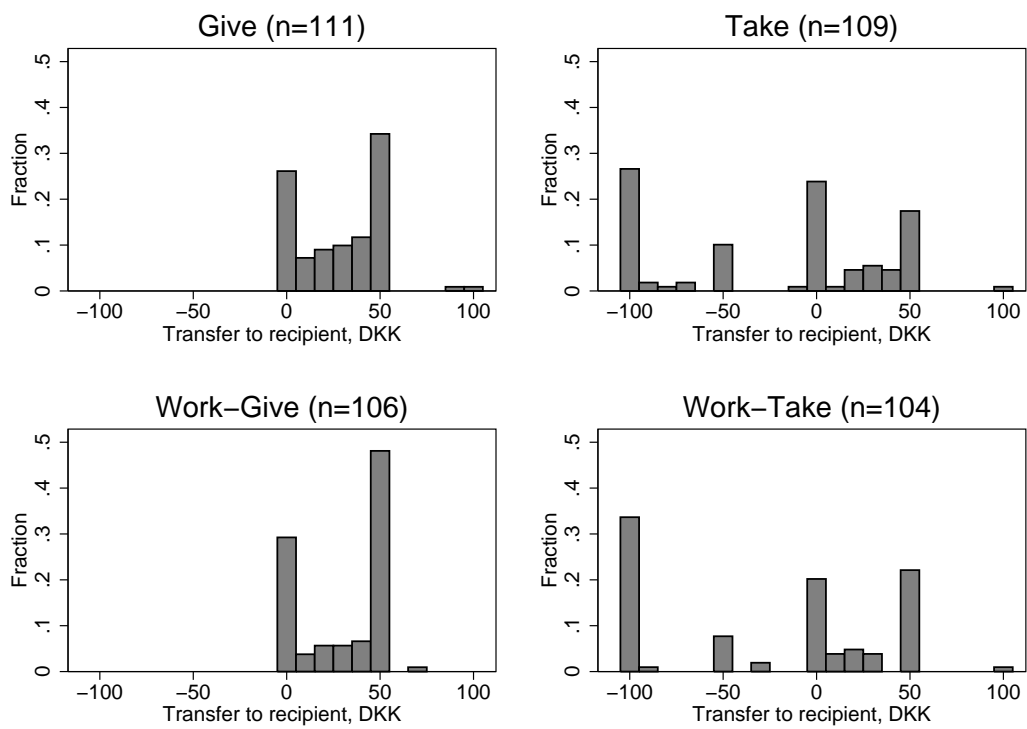 Give (n=111)
.5
.4
.3
.2
.1
0
Fraction
−100 −50 0 50 100
Transfer to recipient, DKK
Take (n=109)
.5
.4
.3
.2
.1
0
Fraction
−100 −50 0 50 100
Transfer to recipient, DKK
Work−Give (n=106)
.5
.4
.3
.2
.1
0
Fraction
−100 −50 0 50 100
Transfer to recipient, DKK
Work−Take (n=104)
.5
.4
.3
.2
.1
0
Fraction
−100 −50 0 50 100
Transfer to recipient, DKK